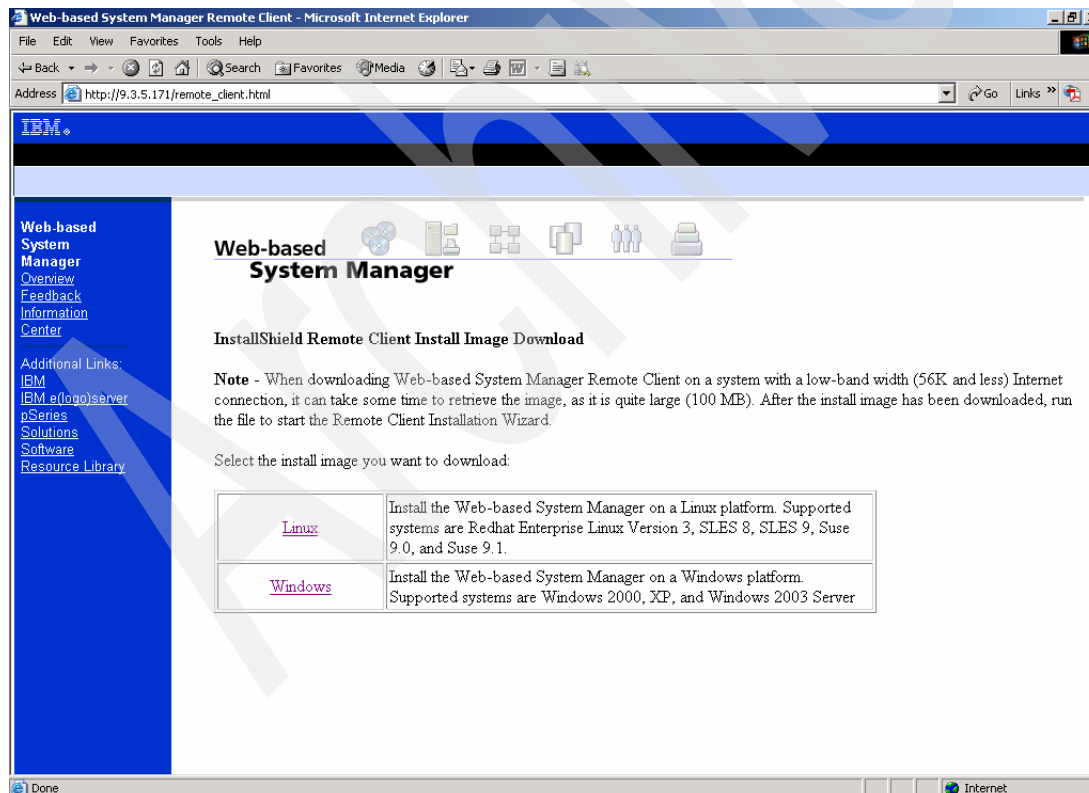 Web-based System Manager Remote Client - Microsoft Internet Explorer
File Edit View Favorites Tools Help
Back Search Favorites Media
Address http://9.3.5.171/remote_client.html Go Links »
IBM
Web-based
System
Manager
Overview
Feedback
Information
Center
Additional Links:
IBM
IBM e(logo)server
pSeries
Solutions
Software
Resource Library
Web-based
System Manager
InstallShield Remote Client Install Image Download
Note - When downloading Web-based System Manager Remote Client on a system with a low-band width (56K and less) Internet
connection, it can take some time to retrieve the image, as it is quite large (100 MB). After the install image has been downloaded, run
the file to start the Remote Client Installation Wizard.
Select the install image you want to download:
Linux
Install the Web-based System Manager on a Linux platform. Supported
systems are Redhat Enterprise Linux Version 3, SLES 8, SLES 9, Suse
9.0, and Suse 9.1.
Windows
Install the Web-based System Manager on a Windows platform.
Supported systems are Windows 2000, XP, and Windows 2003 Server
Done Internet